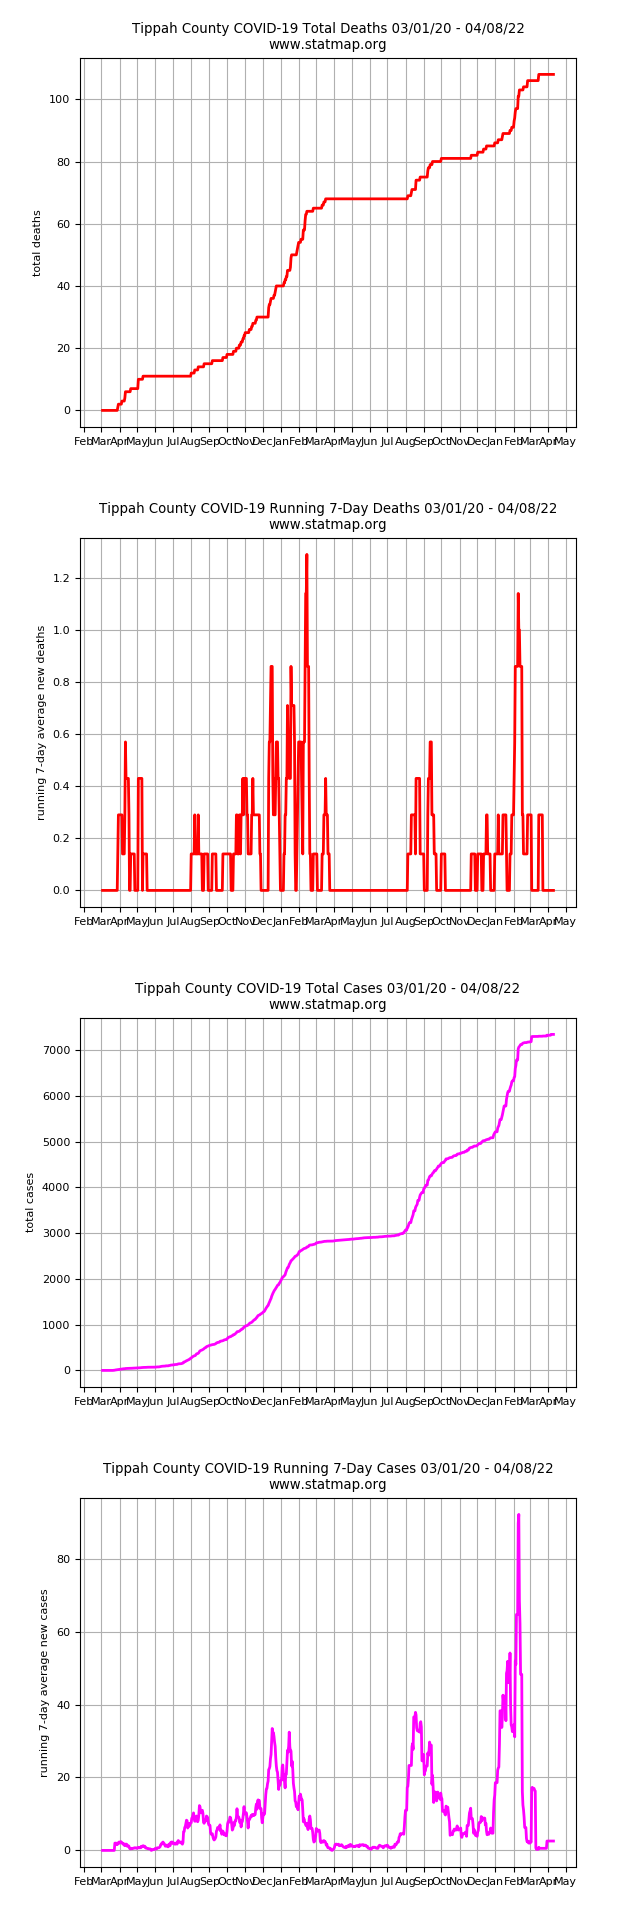 Tippah County COVID-19 Total Deaths 03/01/20 - 04/08/22
www.statmap.org
100
80
60
40
20
0
total deaths
Feb Mar Apr May Jun Jul Aug Sep Oct Nov Dec Jan Feb Mar Apr May Jun Jul Aug Sep Oct Nov Dec Jan Feb Mar Apr May
Tippah County COVID-19 Running 7-Day Deaths 03/01/20 - 04/08/22
www.statmap.org
1.2
1.0
0.8
0.6
0.4
0.2
0.0
running 7-day average new deaths
Feb Mar Apr May Jun Jul Aug Sep Oct Nov Dec Jan Feb Mar Apr May Jun Jul Aug Sep Oct Nov Dec Jan Feb Mar Apr May
Tippah County COVID-19 Total Cases 03/01/20 - 04/08/22
www.statmap.org
7000
6000
5000
4000
3000
2000
1000
0
total cases
Feb Mar Apr May Jun Jul Aug Sep Oct Nov Dec Jan Feb Mar Apr May Jun Jul Aug Sep Oct Nov Dec Jan Feb Mar Apr May
Tippah County COVID-19 Running 7-Day Cases 03/01/20 - 04/08/22
www.statmap.org
80
60
40
20
0
running 7-day average new cases
Feb Mar Apr May Jun Jul Aug Sep Oct Nov Dec Jan Feb Mar Apr May Jun Jul Aug Sep Oct Nov Dec Jan Feb Mar Apr May